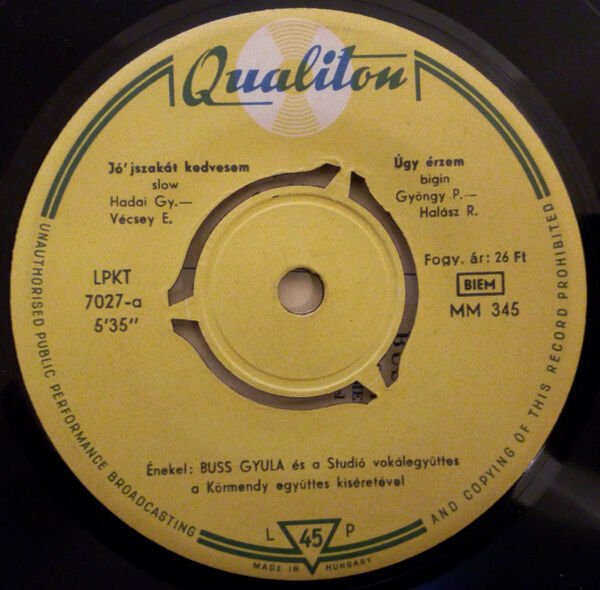 Qualiton
Jó'jszakát kedvesem
slow
Hadai Gy.—
Vécsey E.
Úgy érzem
bigin
Gyöngy P.—
Halász R.
LPKT
7027-a
5'35"
Fogy. ár: 26 Ft
BIEM
MM 345
Énekel: BUSS GYULA és a Studió vokálegyüttes
a Körmendy együttes kiséretével
L 45 P
MADE IN HUNGARY
UNAUTHORISED PUBLIC PERFORMANCE BROADCASTING AND COPYING OF THIS RECORD PROHIBITED